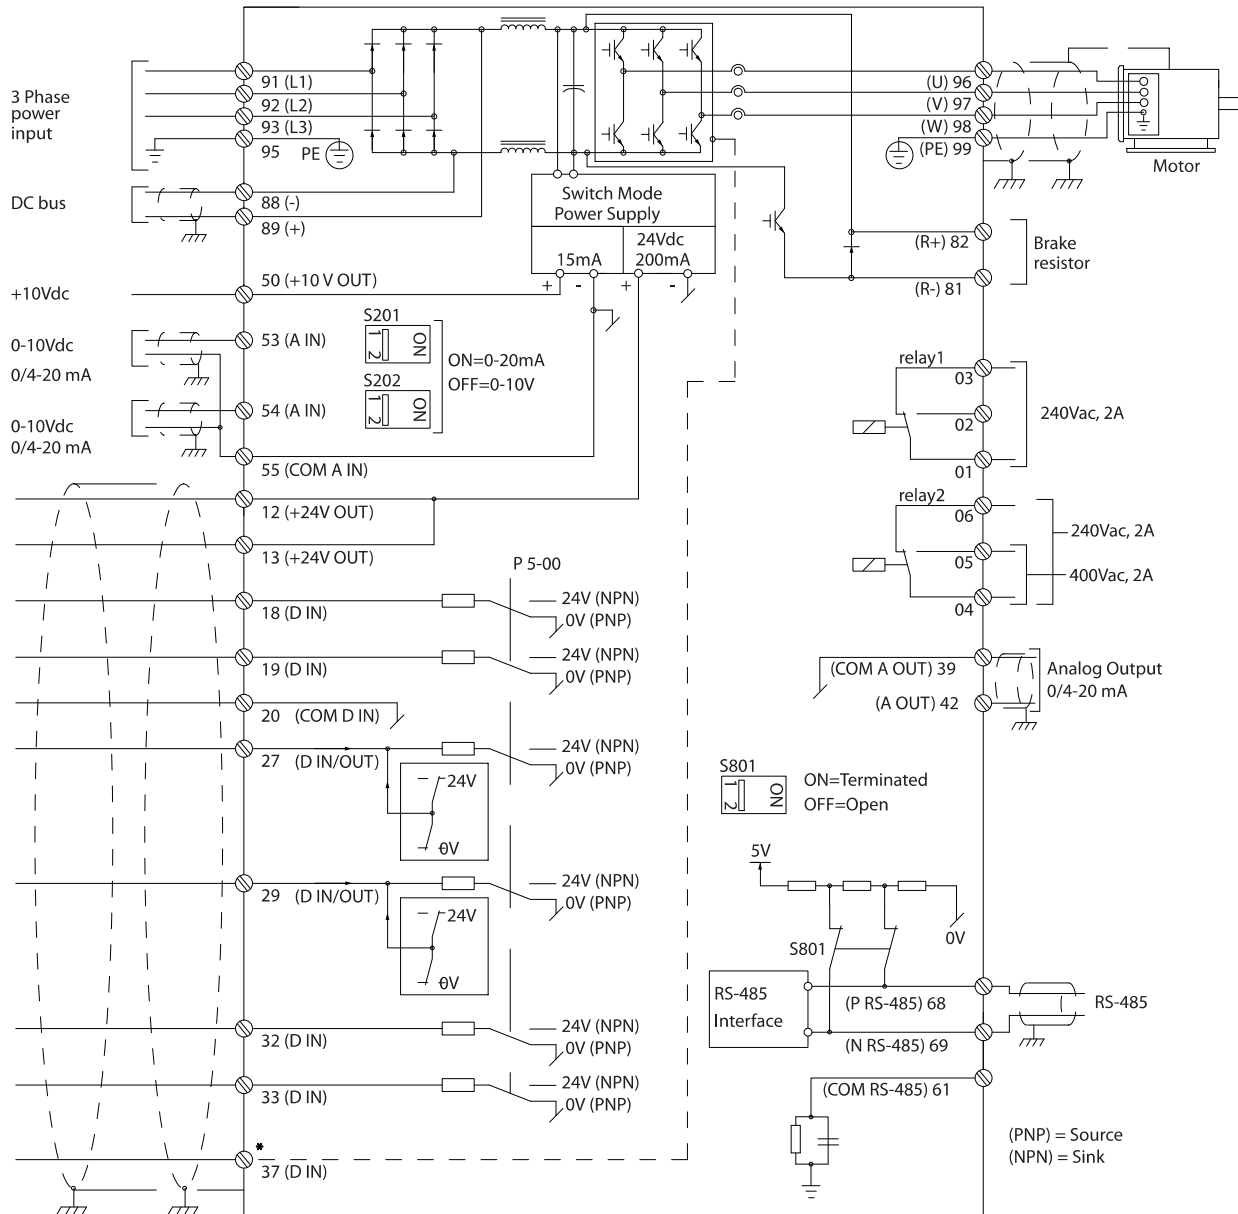 3 Phase
power
input
91 (L1)
92 (L2)
93 (L3)
95
PE
DC bus
88 (-)
89 (+)
Switch Mode
Power Supply
15mA
24Vdc
200mA
+
-
+
-
+10Vdc
50 (+10 V OUT)
0-10Vdc
0/4-20 mA
53 (A IN)
S201
1
2
ON
S202
1
2
ON
ON=0-20mA
OFF=0-10V
0-10Vdc
0/4-20 mA
54 (A IN)
55 (COM A IN)
12 (+24V OUT)
13 (+24V OUT)
P 5-00
18 (D IN)
24V (NPN)
0V (PNP)
19 (D IN)
24V (NPN)
0V (PNP)
20 (COM D IN)
27 (D IN/OUT)
24V (NPN)
0V (PNP)
24V
0V
29 (D IN/OUT)
24V (NPN)
0V (PNP)
24V
0V
32 (D IN)
24V (NPN)
0V (PNP)
33 (D IN)
24V (NPN)
0V (PNP)
*
37 (D IN)
(U) 96
(V) 97
(W) 98
(PE) 99
Motor
(R+) 82
Brake
resistor
(R-) 81
relay1
03
02
01
240Vac, 2A
relay2
06
05
04
240Vac, 2A
400Vac, 2A
(COM A OUT) 39
(A OUT) 42
Analog Output
0/4-20 mA
S801
1
2
ON
ON=Terminated
OFF=Open
5V
0V
S801
RS-485
Interface
(P RS-485) 68
RS-485
(N RS-485) 69
(COM RS-485) 61
(PNP) = Source
(NPN) = Sink